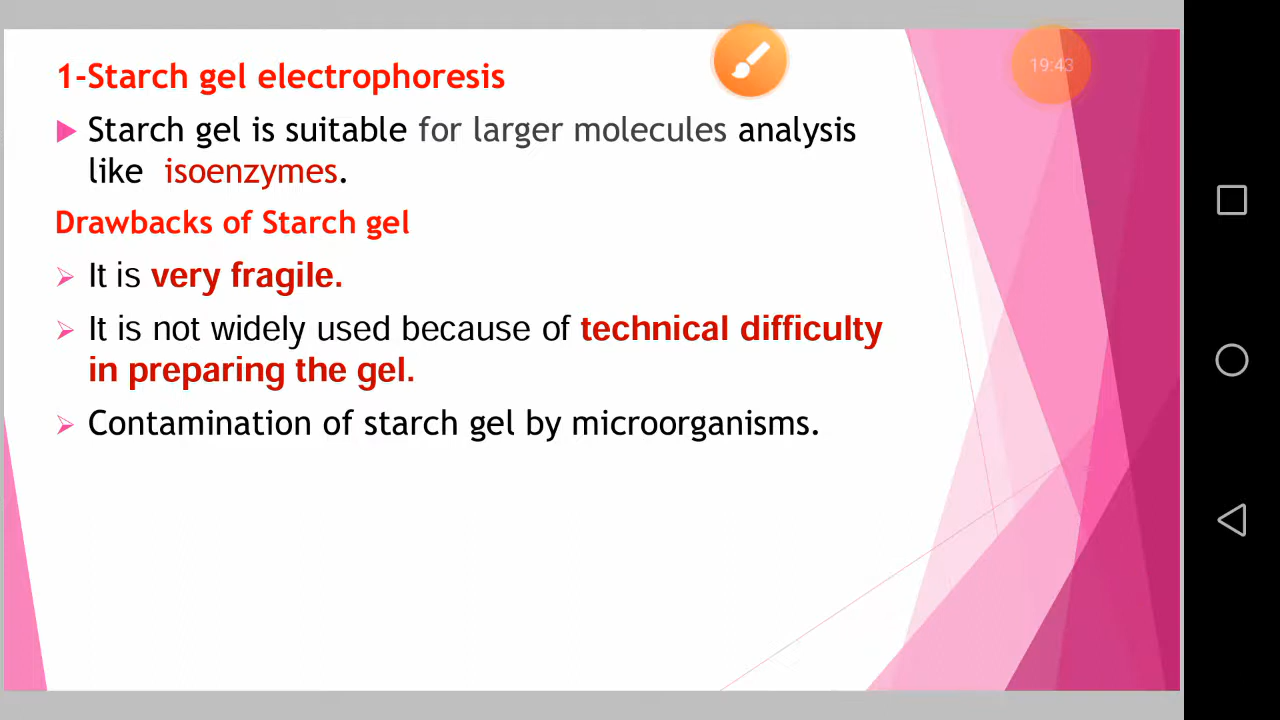 1-Starch gel electrophoresis
19:43
Starch gel is suitable for larger molecules analysis
like isoenzymes.
Drawbacks of Starch gel
It is very fragile.
It is not widely used because of technical difficulty
in preparing the gel.
Contamination of starch gel by microorganisms.